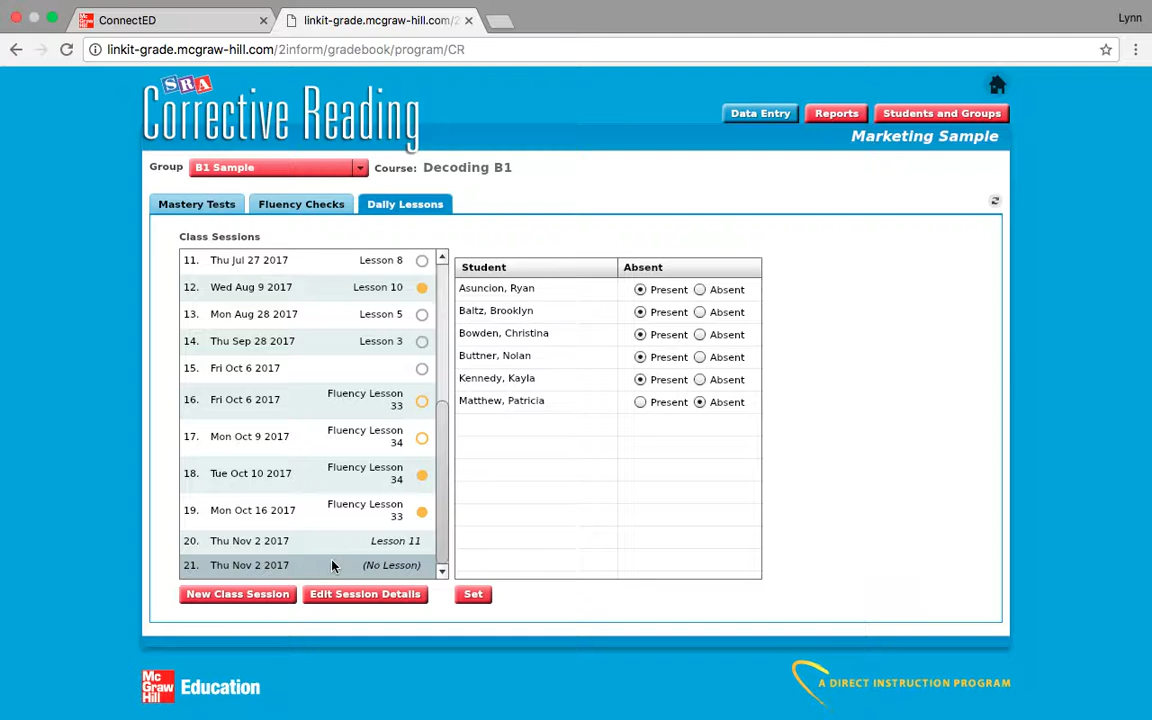 ConnectED
linkit-grade.mcgraw-hill.com/2
Lynn
linkit-grade.mcgraw-hill.com/2inform/gradebook/program/CR
SRA
Corrective Reading
Data Entry
Reports
Students and Groups
Marketing Sample
Group
B1 Sample
Course: Decoding B1
Mastery Tests
Fluency Checks
Daily Lessons
Class Sessions
11. Thu Jul 27 2017 Lesson 8
12. Wed Aug 9 2017 Lesson 10
13. Mon Aug 28 2017 Lesson 5
14. Thu Sep 28 2017 Lesson 3
15. Fri Oct 6 2017
16. Fri Oct 6 2017 Fluency Lesson
33
17. Mon Oct 9 2017 Fluency Lesson
34
18. Tue Oct 10 2017 Fluency Lesson
34
19. Mon Oct 16 2017 Fluency Lesson
33
20. Thu Nov 2 2017 Lesson 11
21. Thu Nov 2 2017 (No Lesson)
Student Absent
Asuncion, Ryan Present Absent
Baltz, Brooklyn Present Absent
Bowden, Christina Present Absent
Buttner, Nolan Present Absent
Kennedy, Kayla Present Absent
Matthew, Patricia Present Absent
New Class Session
Edit Session Details
Set
Mc
Graw
Hill
Education
A DIRECT INSTRUCTION PROGRAM